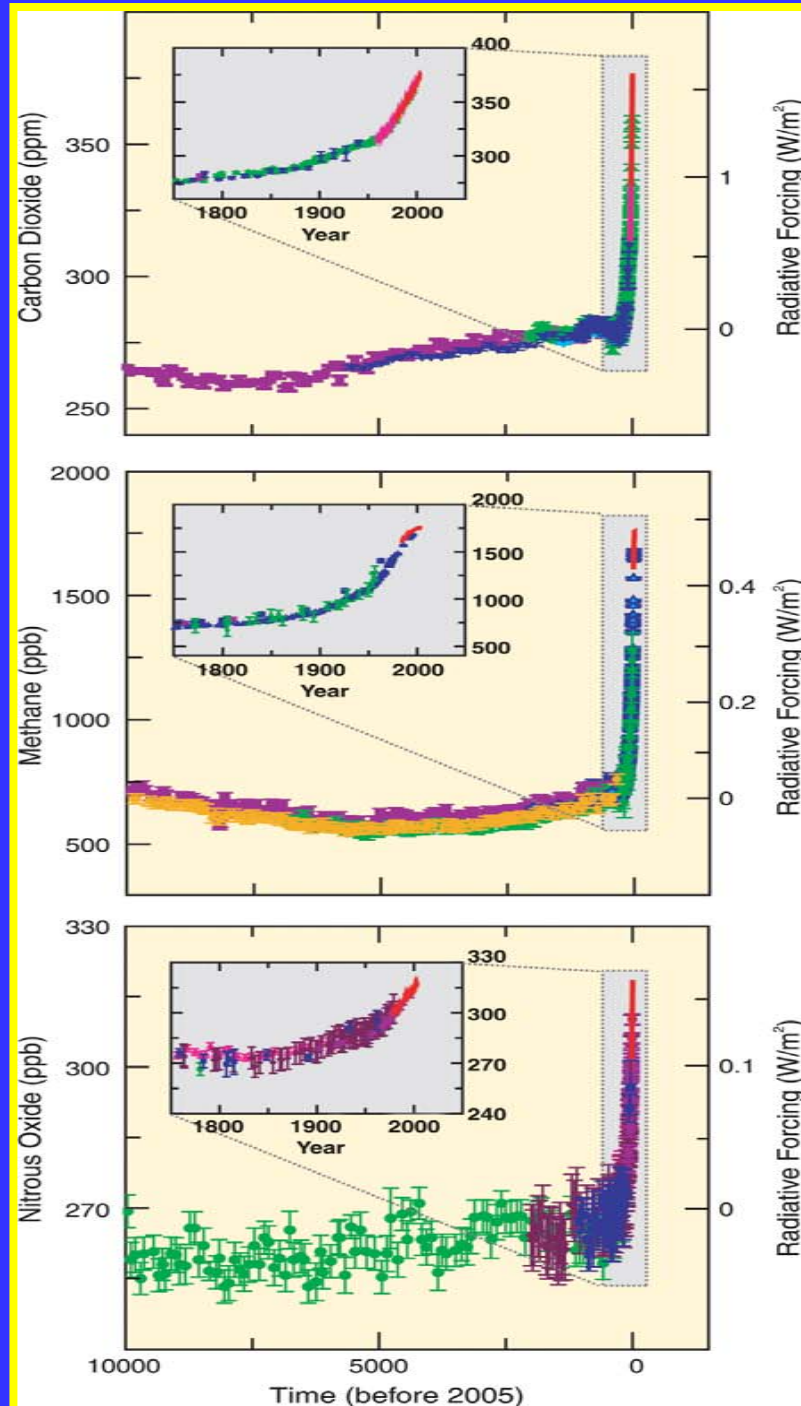 400
350
300
1800 1900 2000
Year
350
300
250
Carbon Dioxide (ppm)
1
0
Radiative Forcing (W/m²)
2000
1500
1000
500
1800 1900 2000
Year
2000
1500
1000
500
Methane (ppb)
0.4
0.2
0
Radiative Forcing (W/m²)
330
300
270
240
1800 1900 2000
Year
330
300
270
Nitrous Oxide (ppb)
0.1
0
Radiative Forcing (W/m²)
10000 5000 0
Time (before 2005)